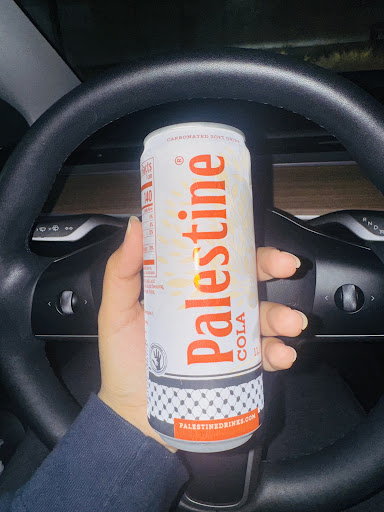 CARBONATED SOFT DRINK
Palestine®
COLA
PALESTINEDRINKS.COM
140